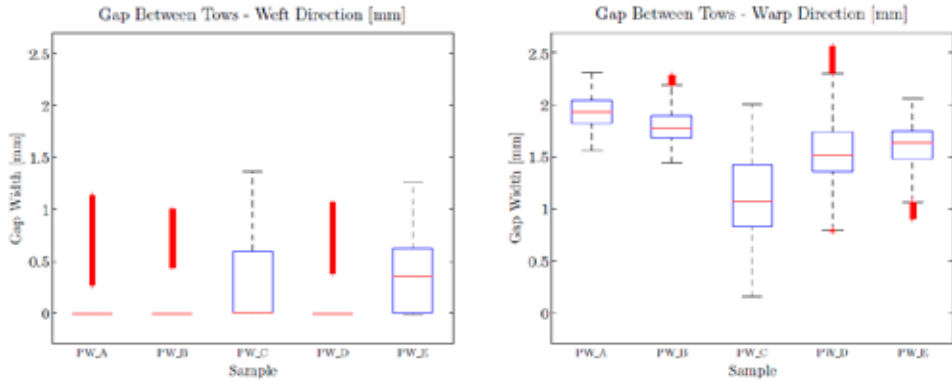 Gap Between Tows - Weft Direction [mm]
2.5
2
1.5
1
0.5
0
Gap Width [mm]
PW_A PW_B PW_C PW_D PW_E
Sample
Gap Between Tows - Warp Direction [mm]
2.5
2
1.5
1
0.5
0
Gap Width [mm]
PW_A PW_B PW_C PW_D PW_E
Sample